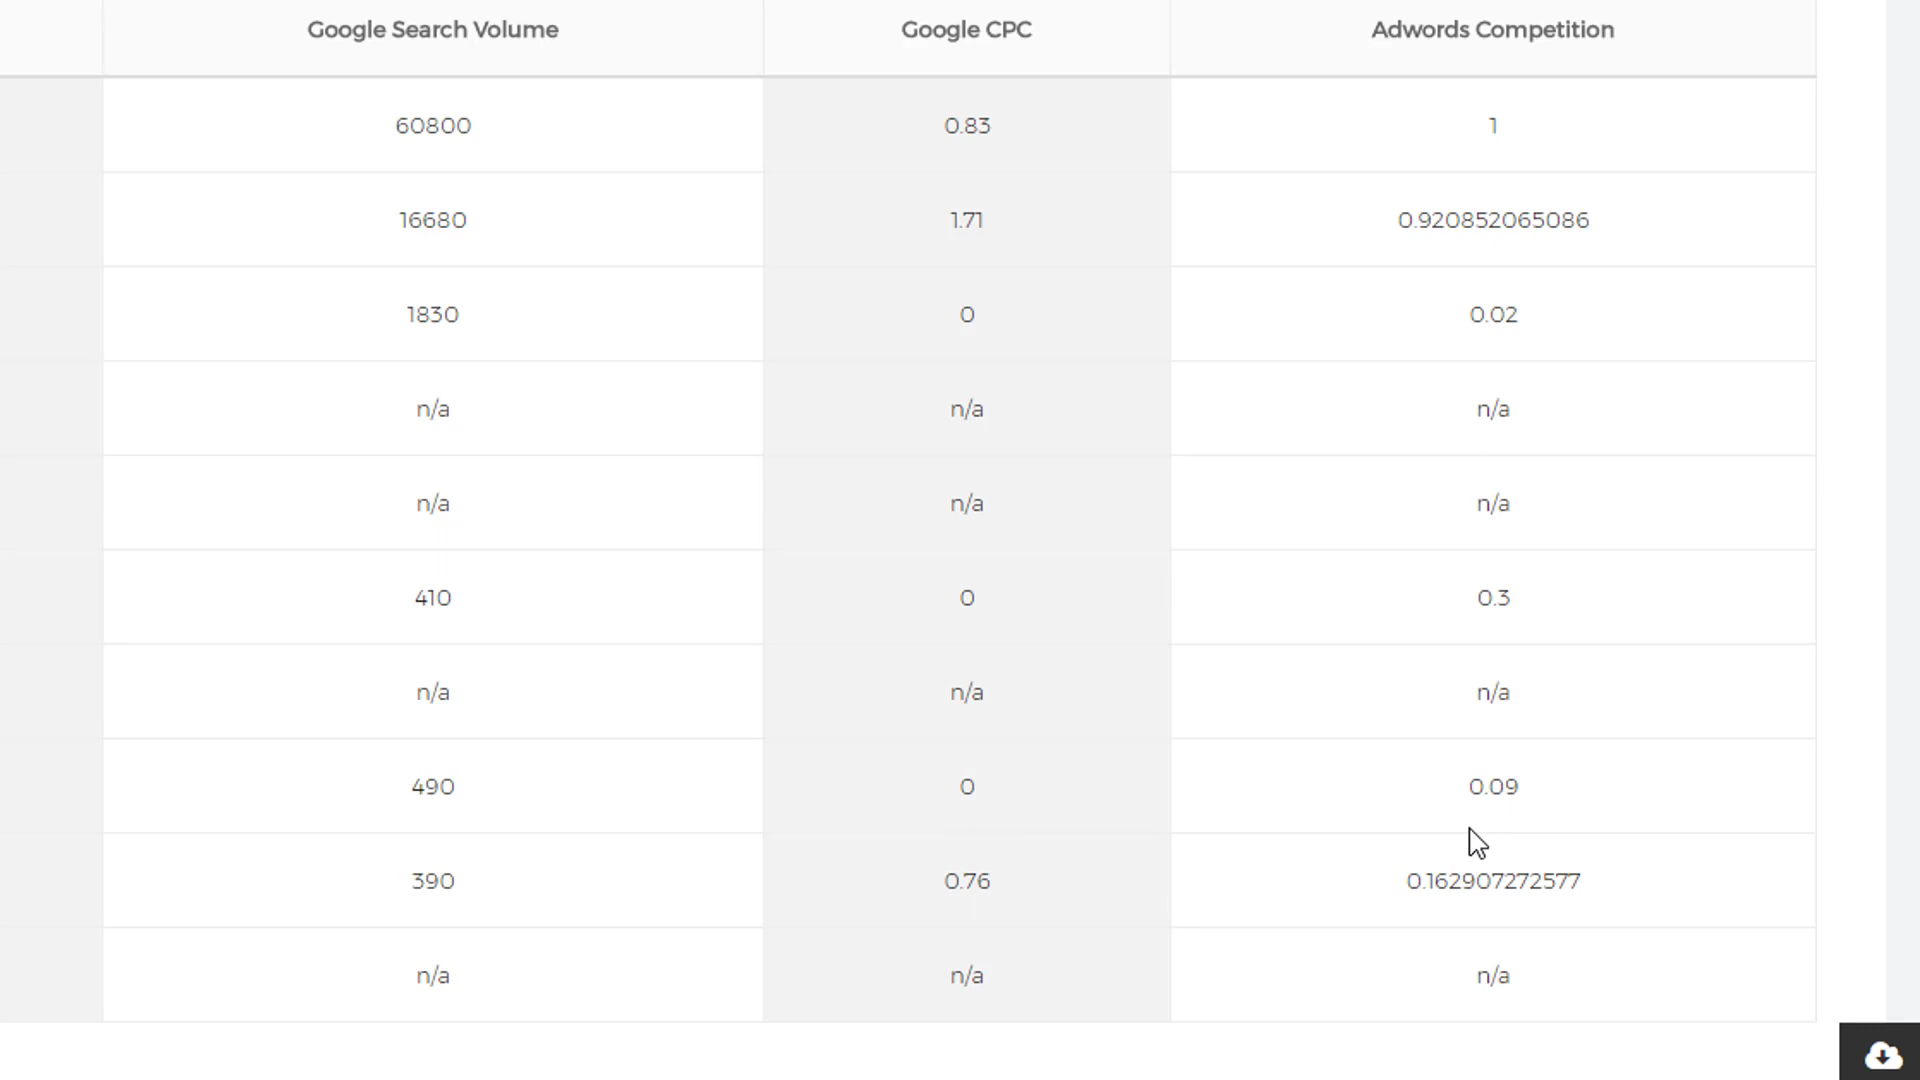 Google Search Volume Google CPC Adwords Competition
60800 0.83 1
16680 1.71 0.920852065086
1830 0 0.02
n/a n/a n/a
n/a n/a n/a
410 0 0.3
n/a n/a n/a
490 0 0.09
390 0.76 0.162907272577
n/a n/a n/a